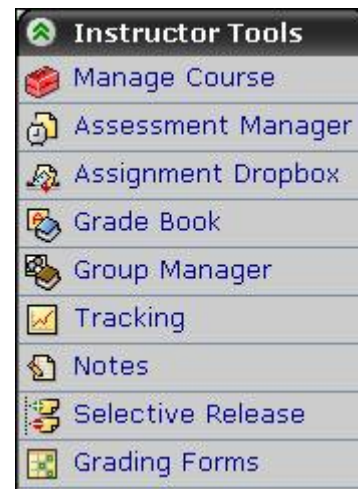 Instructor Tools
Manage Course
Assessment Manager
Assignment Dropbox
Grade Book
Group Manager
Tracking
Notes
Selective Release
Grading Forms